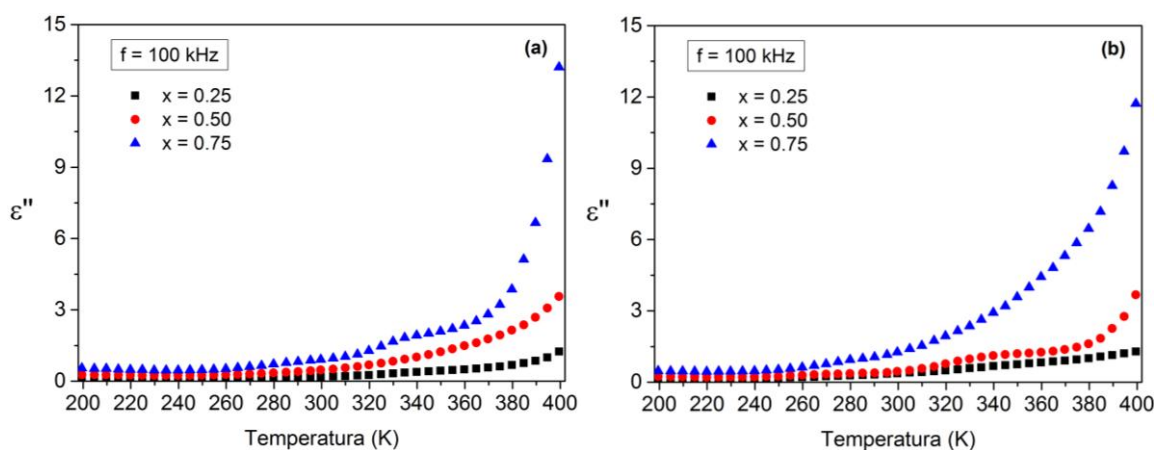 (a)
f = 100 kHz
x = 0.25
x = 0.50
x = 0.75
ε"
15
12
9
6
3
0
200 220 240 260 280 300 320 340 360 380 400
Temperatura (K)
(b)
f = 100 kHz
x = 0.25
x = 0.50
x = 0.75
ε"
15
12
9
6
3
0
200 220 240 260 280 300 320 340 360 380 400
Temperatura (K)